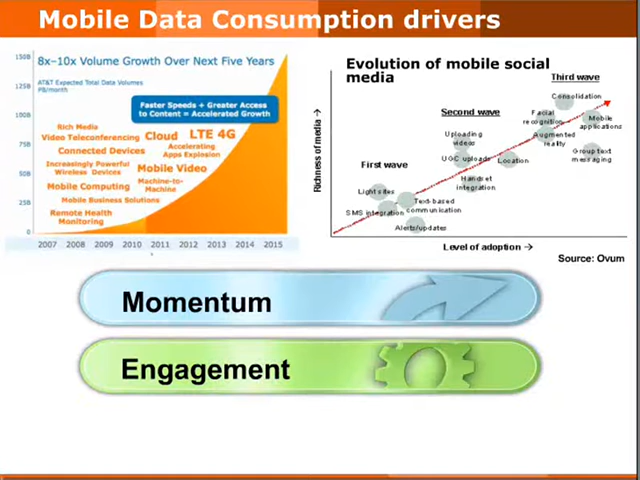 Mobile Data Consumption drivers
8x–10x Volume Growth Over Next Five Years
AT&T Expected Total Data Volumes
PB/month
150B
125B
100B
75B
50B
25B
0
Faster Speeds + Greater Access
to Content = Accelerated Growth
Rich Media
Video Teleconferencing
Cloud
LTE 4G
Connected Devices
Accelerating
Apps Explosion
Increasingly Powerful
Wireless Devices
Mobile Video
Mobile Computing
Machine-to-
Machine
Mobile Business Solutions
Remote Health
Monitoring
2007 2008 2009 2010 2011 2012 2013 2014 2015
Evolution of mobile social
media
Richness of media →
Third wave
Consolidation
Second wave
Facial
recognition
Mobile
applications
Uploading
videos
Augmented
reality
Group text
messaging
First wave
UGC uploads
Location
Handset
integration
Light sites
Text-based
communication
SMS integration
Alerts/updates
Level of adoption →
Source: Ovum
Momentum
Engagement